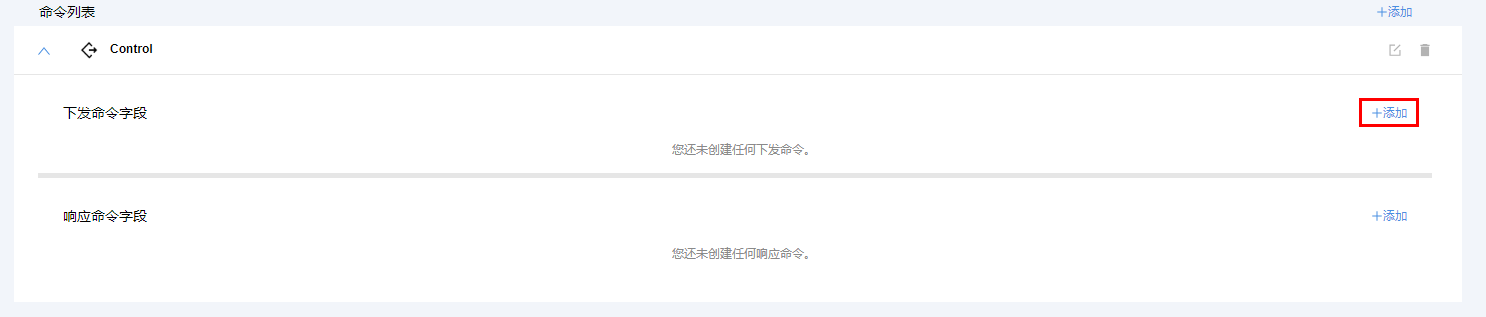 命令列表 +添加
Control
下发命令字段 +添加
您还未创建任何下发命令。
响应命令字段 +添加
您还未创建任何响应命令。